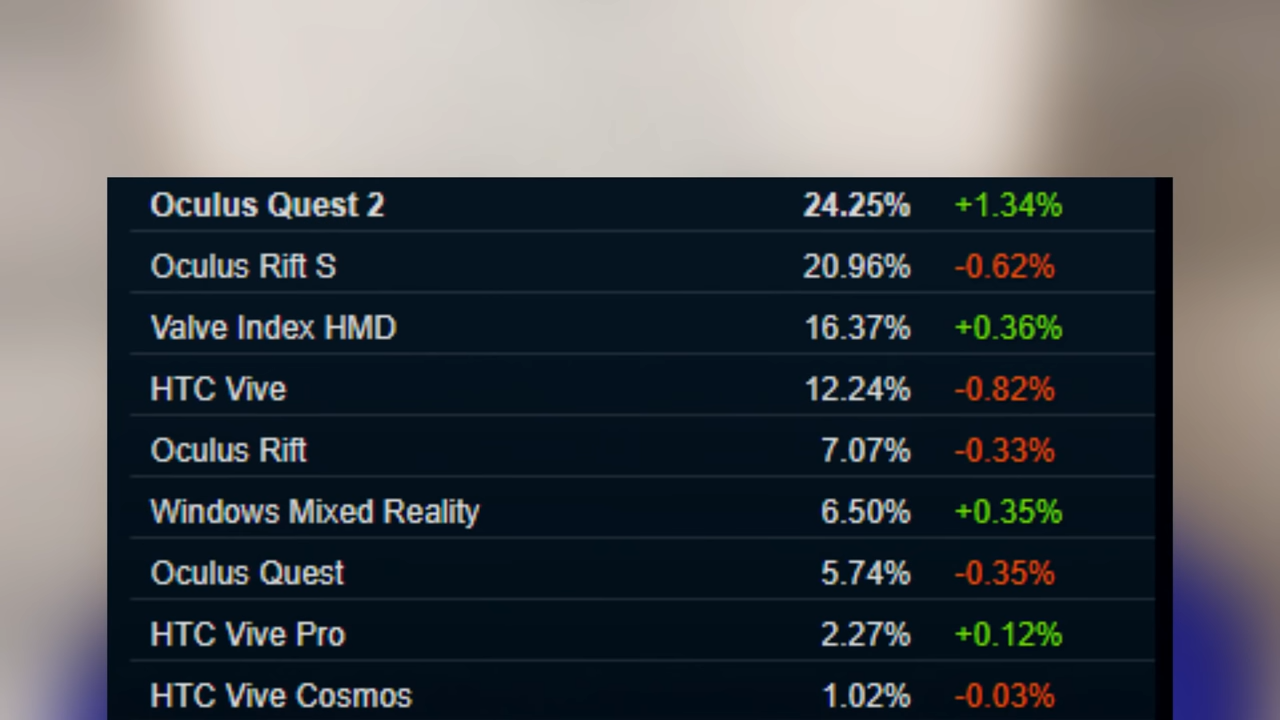 Oculus Quest 2 24.25% +1.34%
Oculus Rift S 20.96% -0.62%
Valve Index HMD 16.37% +0.36%
HTC Vive 12.24% -0.82%
Oculus Rift 7.07% -0.33%
Windows Mixed Reality 6.50% +0.35%
Oculus Quest 5.74% -0.35%
HTC Vive Pro 2.27% +0.12%
HTC Vive Cosmos 1.02% -0.03%